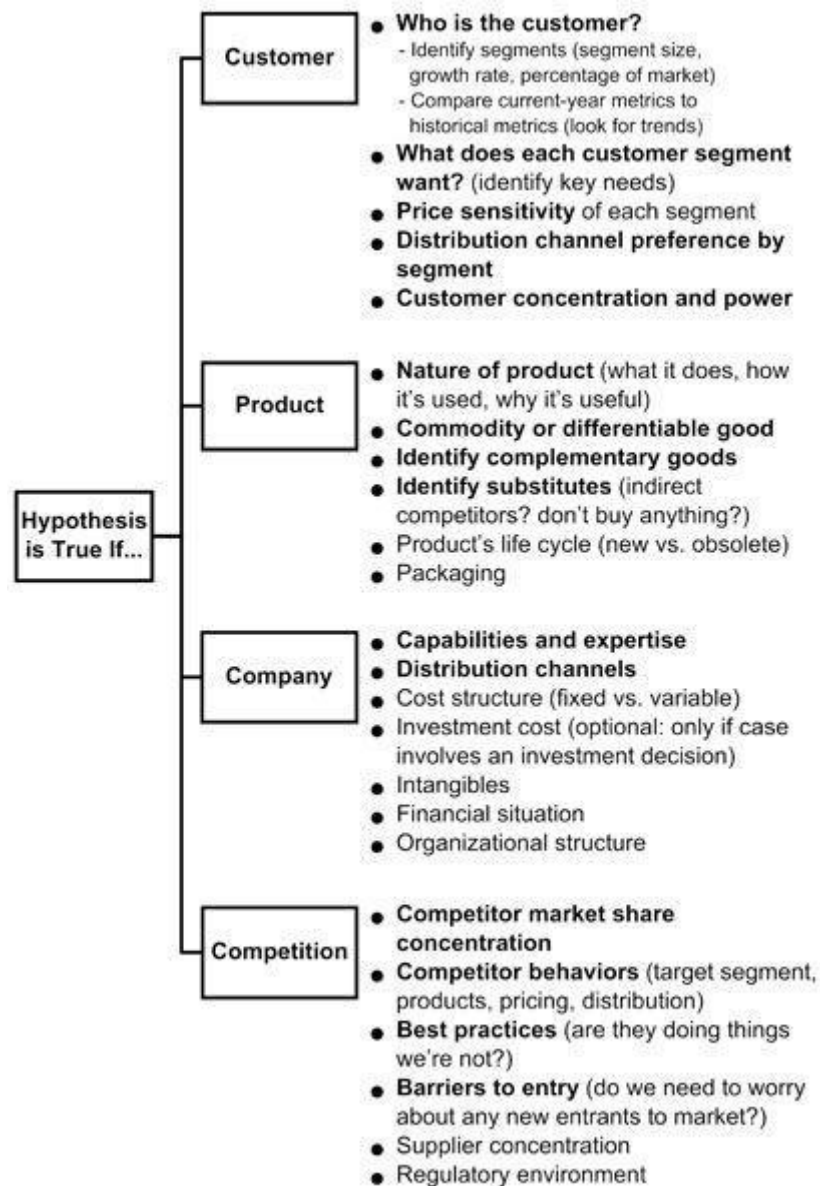 Hypothesis
is True If...
Customer
● Who is the customer?
- Identify segments (segment size,
growth rate, percentage of market)
- Compare current-year metrics to
historical metrics (look for trends)
● What does each customer segment
want? (identify key needs)
● Price sensitivity of each segment
● Distribution channel preference by
segment
● Customer concentration and power
Product
● Nature of product (what it does, how
it's used, why it's useful)
● Commodity or differentiable good
● Identify complementary goods
● Identify substitutes (indirect
competitors? don't buy anything?)
● Product's life cycle (new vs. obsolete)
● Packaging
Company
● Capabilities and expertise
● Distribution channels
● Cost structure (fixed vs. variable)
● Investment cost (optional: only if case
involves an investment decision)
● Intangibles
● Financial situation
● Organizational structure
Competition
● Competitor market share
concentration
● Competitor behaviors (target segment,
products, pricing, distribution)
● Best practices (are they doing things
we're not?)
● Barriers to entry (do we need to worry
about any new entrants to market?)
● Supplier concentration
● Regulatory environment